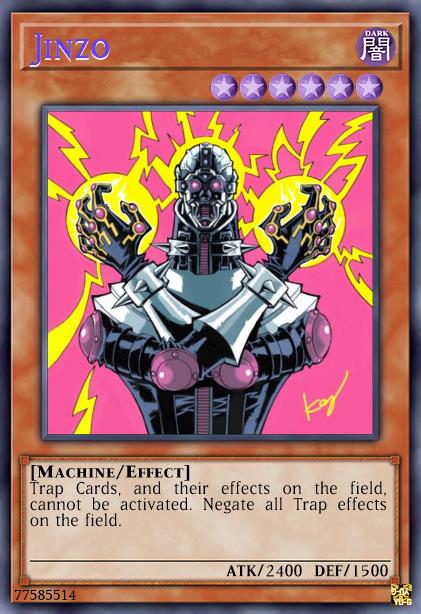 JINZO
DARK
闇
Kaz
[MACHINE/EFFECT]
Trap Cards, and their effects on the field,
cannot be activated. Negate all Trap effects
on the field.
ATK/2400 DEF/1500
77585514